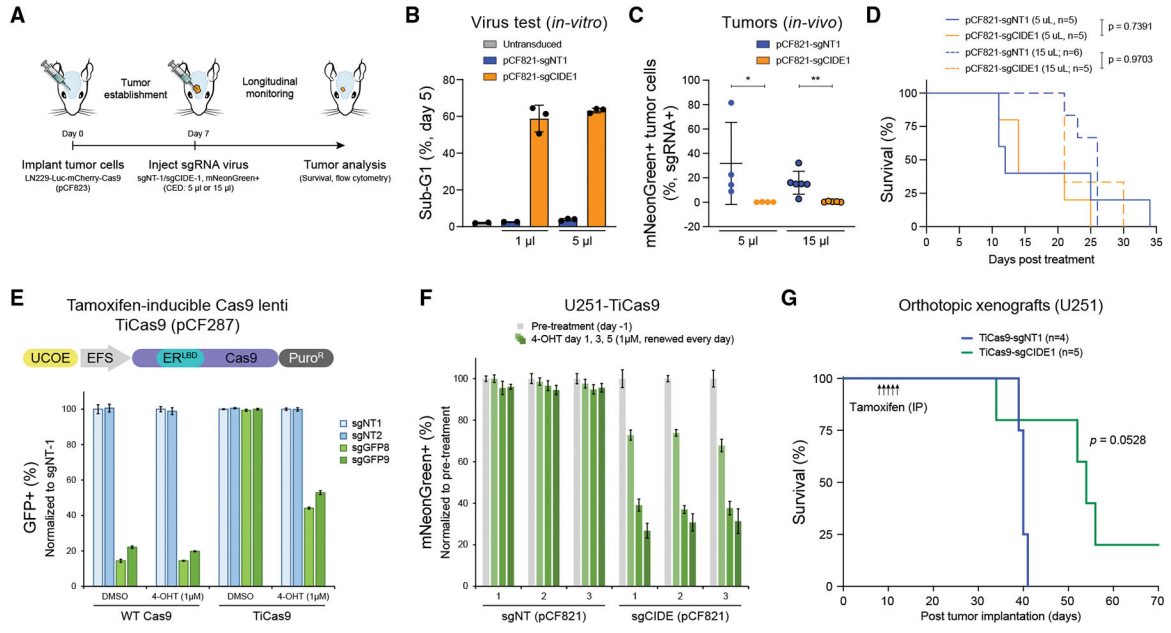 A
Tumor
establishment
Longitudinal
monitoring
Day 0
Day 7
Implant tumor cells
LN229-Luc-mCherry-Cas9
(pCF823)
Inject sgRNA virus
sgNT-1/sgCIDE-1, mNeonGreen+
(CED: 5 µl or 15 µl)
Tumor analysis
(Survival, flow cytometry)
B
Virus test (in-vitro)
Untransduced
pCF821-sgNT1
pCF821-sgCIDE1
Sub-G1 (%, day 5)
80
60
40
20
0
1 µl
5 µl
C
Tumors (in-vivo)
pCF821-sgNT1
pCF821-sgCIDE1
mNeonGreen+ tumor cells
(%, sgRNA+)
100
80
60
40
20
0
-20
*
**
5 µl
15 µl
D
pCF821-sgNT1 (5 uL, n=5)
pCF821-sgCIDE1 (5 uL, n=5)
p = 0.7391
pCF821-sgNT1 (15 uL; n=6)
pCF821-sgCIDE1 (15 uL; n=5)
p = 0.9703
Survival (%)
100
75
50
25
0
0 5 10 15 20 25 30 35
Days post treatment
E
Tamoxifen-inducible Cas9 lenti
TiCas9 (pCF287)
UCOE
EFS
ERLBD
Cas9
PuroR
GFP+ (%)
Normalized to sgNT-1
100
80
60
40
20
0
sgNT1
sgNT2
sgGFP8
sgGFP9
DMSO 4-OHT (1µM) DMSO 4-OHT (1µM)
WT Cas9 TiCas9
F
U251-TiCas9
Pre-treatment (day -1)
4-OHT day 1, 3, 5 (1µM, renewed every day)
mNeonGreen+ (%)
Normalized to pre-treatment
100
80
60
40
20
0
1 2 3 1 2 3
sgNT (pCF821) sgCIDE (pCF821)
G
Orthotopic xenografts (U251)
TiCas9-sgNT1 (n=4)
TiCas9-sgCIDE1 (n=5)
Survival (%)
100
75
50
25
0
Tamoxifen (IP)
p = 0.0528
0 10 20 30 40 50 60 70
Post tumor implantation (days)